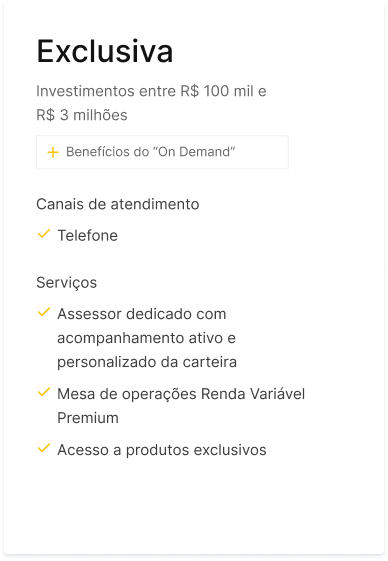 Exclusiva
Investimentos entre R$ 100 mil e
R$ 3 milhões
Benefícios do “On Demand”
Canais de atendimento
Telefone
Serviços
Assessor dedicado com
acompanhamento ativo e
personalizado da carteira
Mesa de operações Renda Variável
Premium
Acesso a produtos exclusivos